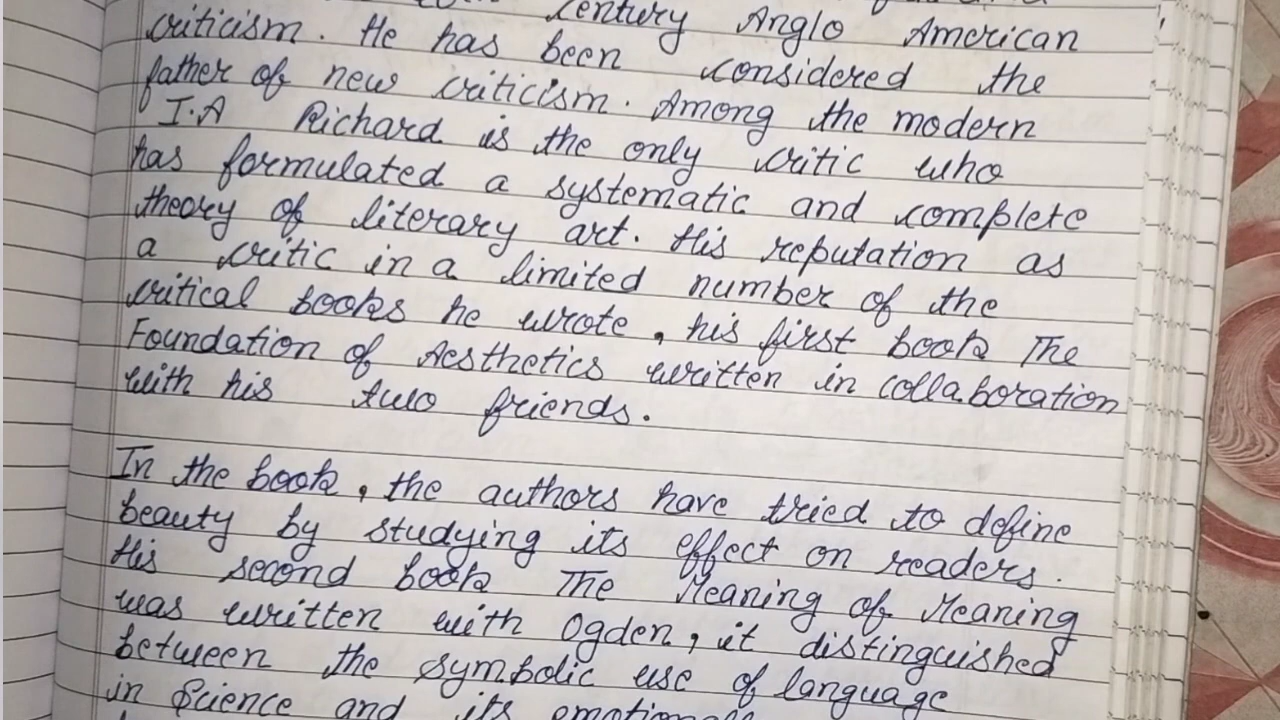 century Anglo American
criticism. He has been considered the
father of new criticism. Among the modern
I.A Richard is the only critic who
has formulated a systematic and complete
theory of literary art. His reputation as
a critic in a limited number of the
critical books he wrote, his first book The
Foundation of Aesthetics written in collaboration
with his two friends.
In the book, the authors have tried to define
beauty by studying its effect on readers.
His second book The Meaning of Meaning
was written with Ogden, it distinguished
between the symbolic use of language
in Science and its